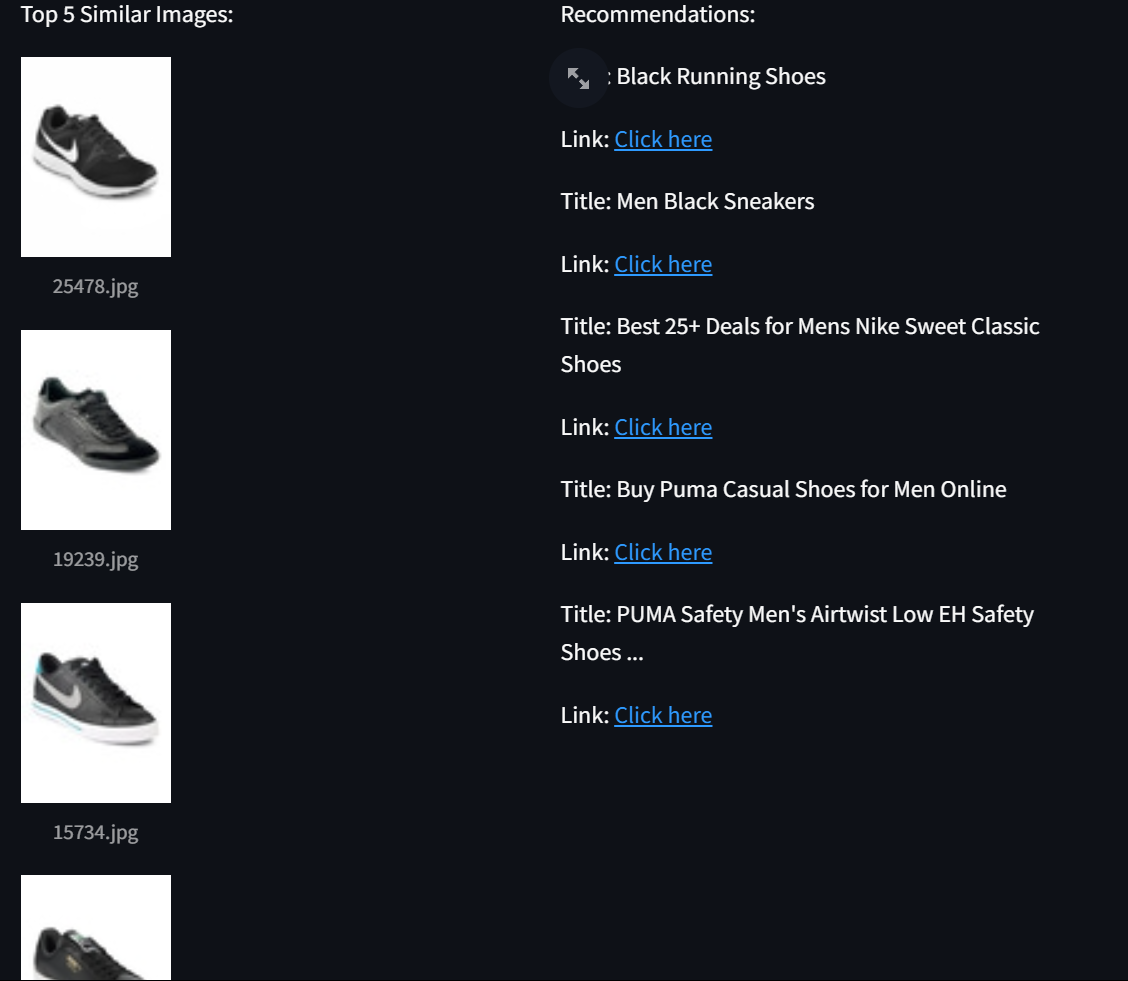 Top 5 Similar Images:
25478.jpg
19239.jpg
15734.jpg
Recommendations:
: Black Running Shoes
Link: Click here
Title: Men Black Sneakers
Link: Click here
Title: Best 25+ Deals for Mens Nike Sweet Classic
Shoes
Link: Click here
Title: Buy Puma Casual Shoes for Men Online
Link: Click here
Title: PUMA Safety Men's Airtwist Low EH Safety
Shoes ...
Link: Click here